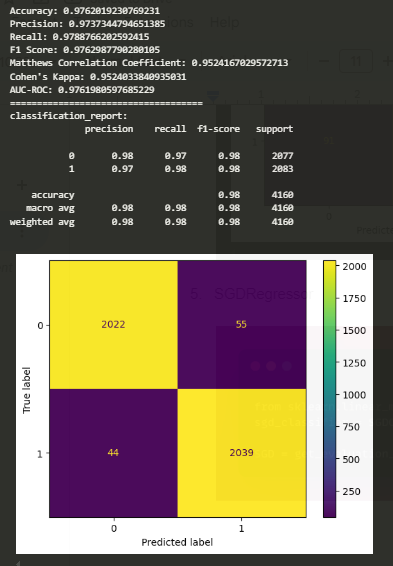 Accuracy: 0.9762019230769231
Precision: 0.9737344794651385
Recall: 0.9788766202592415
F1 Score: 0.9762987790280105
Matthews Correlation Coefficient: 0.9524167029572713
Cohen's Kappa: 0.9524033840935031
AUC-ROC: 0.9761980597685229
===================================
classification_report:
precision recall f1-score support
0 0.98 0.97 0.98 2077
1 0.97 0.98 0.98 2083
accuracy 0.98 4160
macro avg 0.98 0.98 0.98 4160
weighted avg 0.98 0.98 0.98 4160
2000
1750
1500
1250
1000
750
500
250
True label
0
1
2022 55
44 2039
0 1
Predicted label
Help
5 SGDRegressor